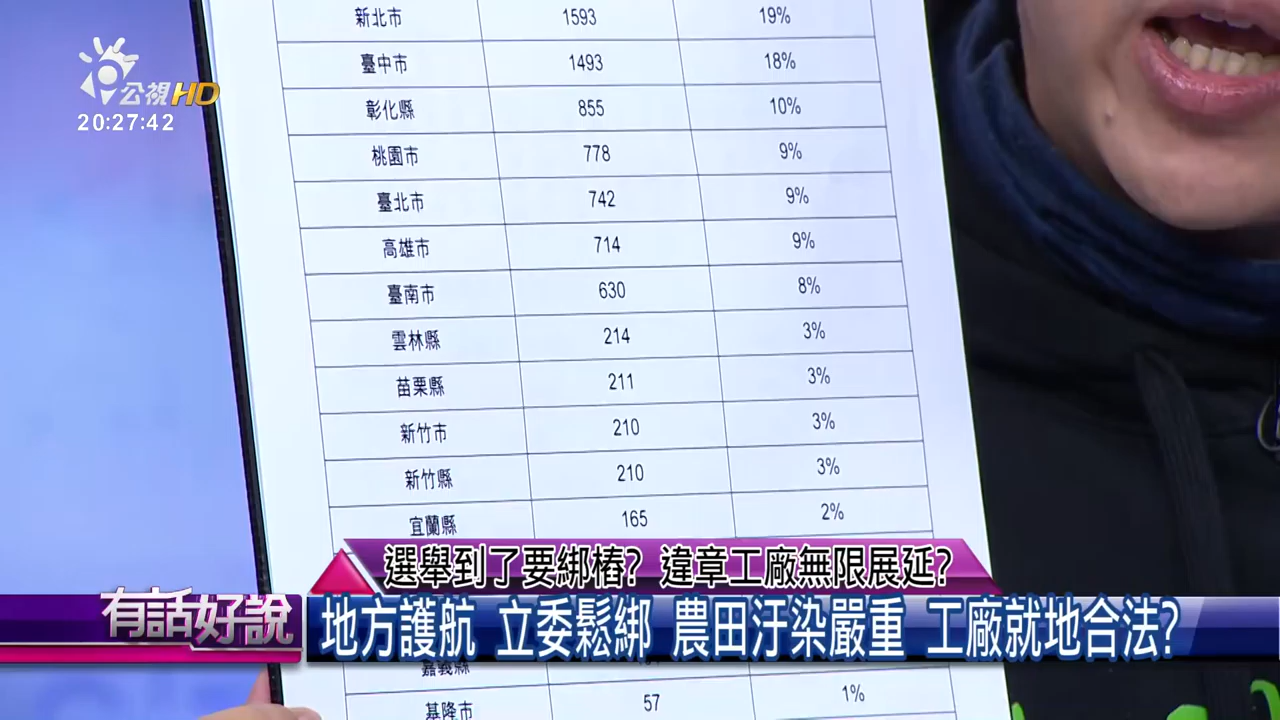 新北市 1593 19%
臺中市 1493 18%
彰化縣 855 10%
桃園市 778 9%
臺北市 742 9%
高雄市 714 9%
臺南市 630 8%
雲林縣 214 3%
苗栗縣 211 3%
新竹市 210 3%
新竹縣 210 3%
宜蘭縣 165 2%
嘉義縣
基隆市 57 1%
公視HD
20:27:42
選舉到了要綁樁? 違章工廠無限展延?
有話好說
地方護航 立委鬆綁 農田汙染嚴重 工廠就地合法?